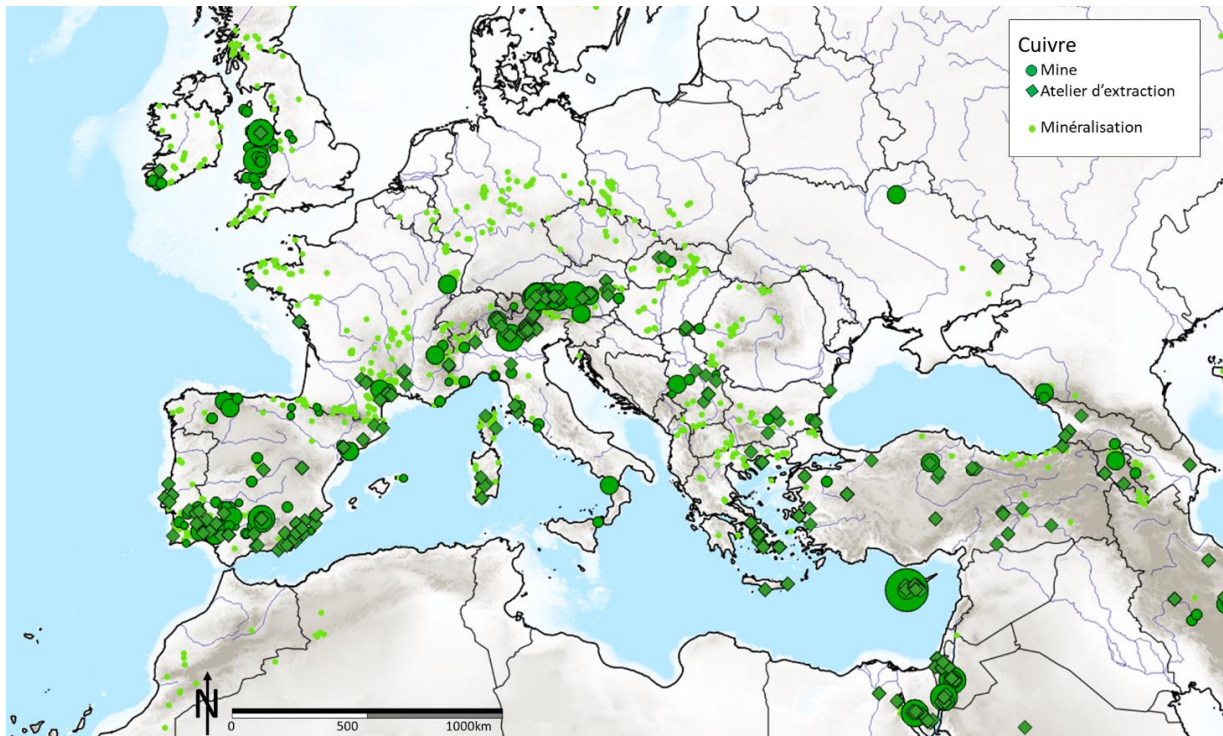 Cuivre
Mine
Atelier d'extraction
Minéralisation
N
0 500 1000km